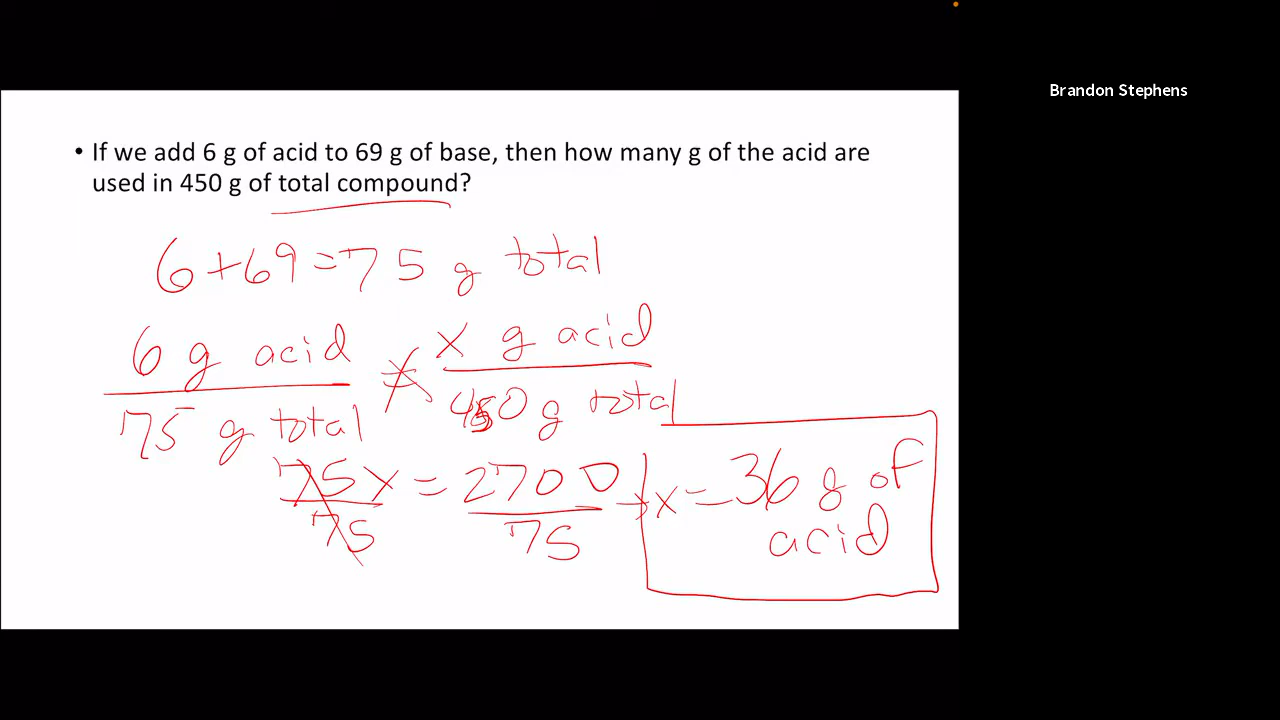 Brandon Stephens
• If we add 6 g of acid to 69 g of base, then how many g of the acid are
used in 450 g of total compound?
6+69=75 g total
6 g acid = x g acid
75 g total 450 g total
75x = 2700 → x = 36 g of
75 75 acid